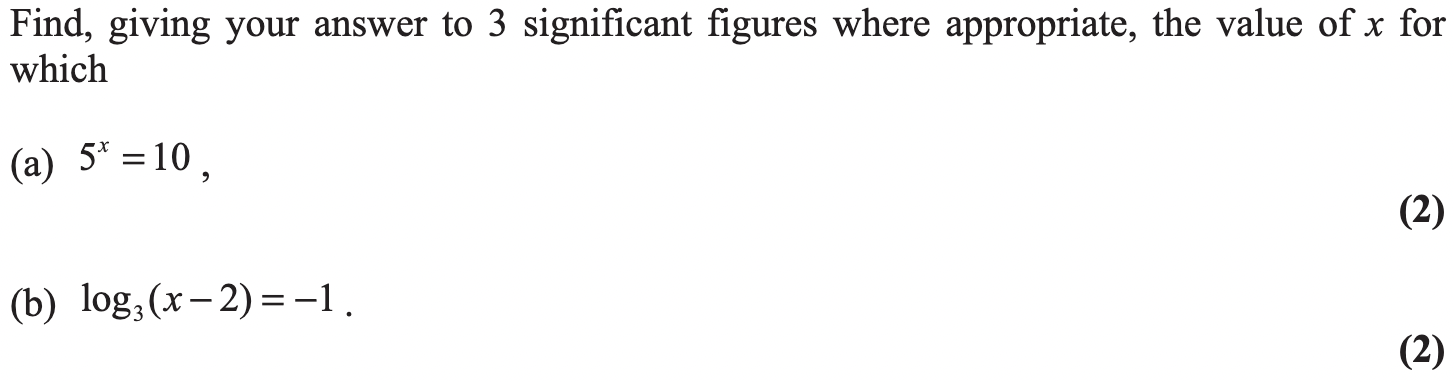 Find, giving your answer to 3 significant figures where appropriate, the value of x for
which
(a) 5^x = 10 ,
(2)
(b) log₃(x − 2) = −1 .
(2)